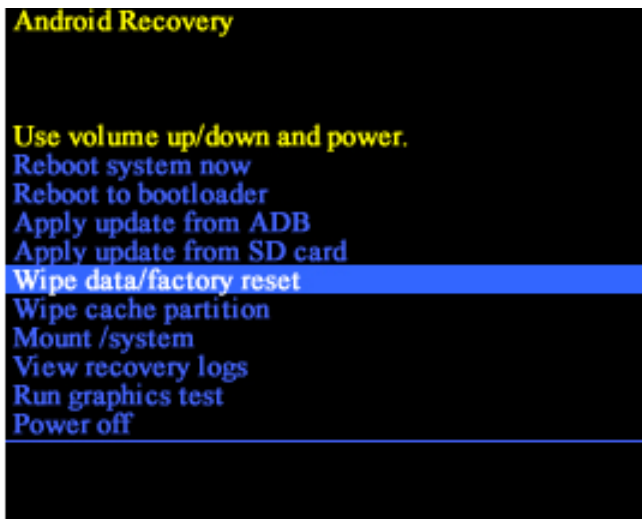 Android Recovery
Use volume up/down and power.
Reboot system now
Reboot to bootloader
Apply update from ADB
Apply update from SD card
Wipe data/factory reset
Wipe cache partition
Mount /system
View recovery logs
Run graphics test
Power off